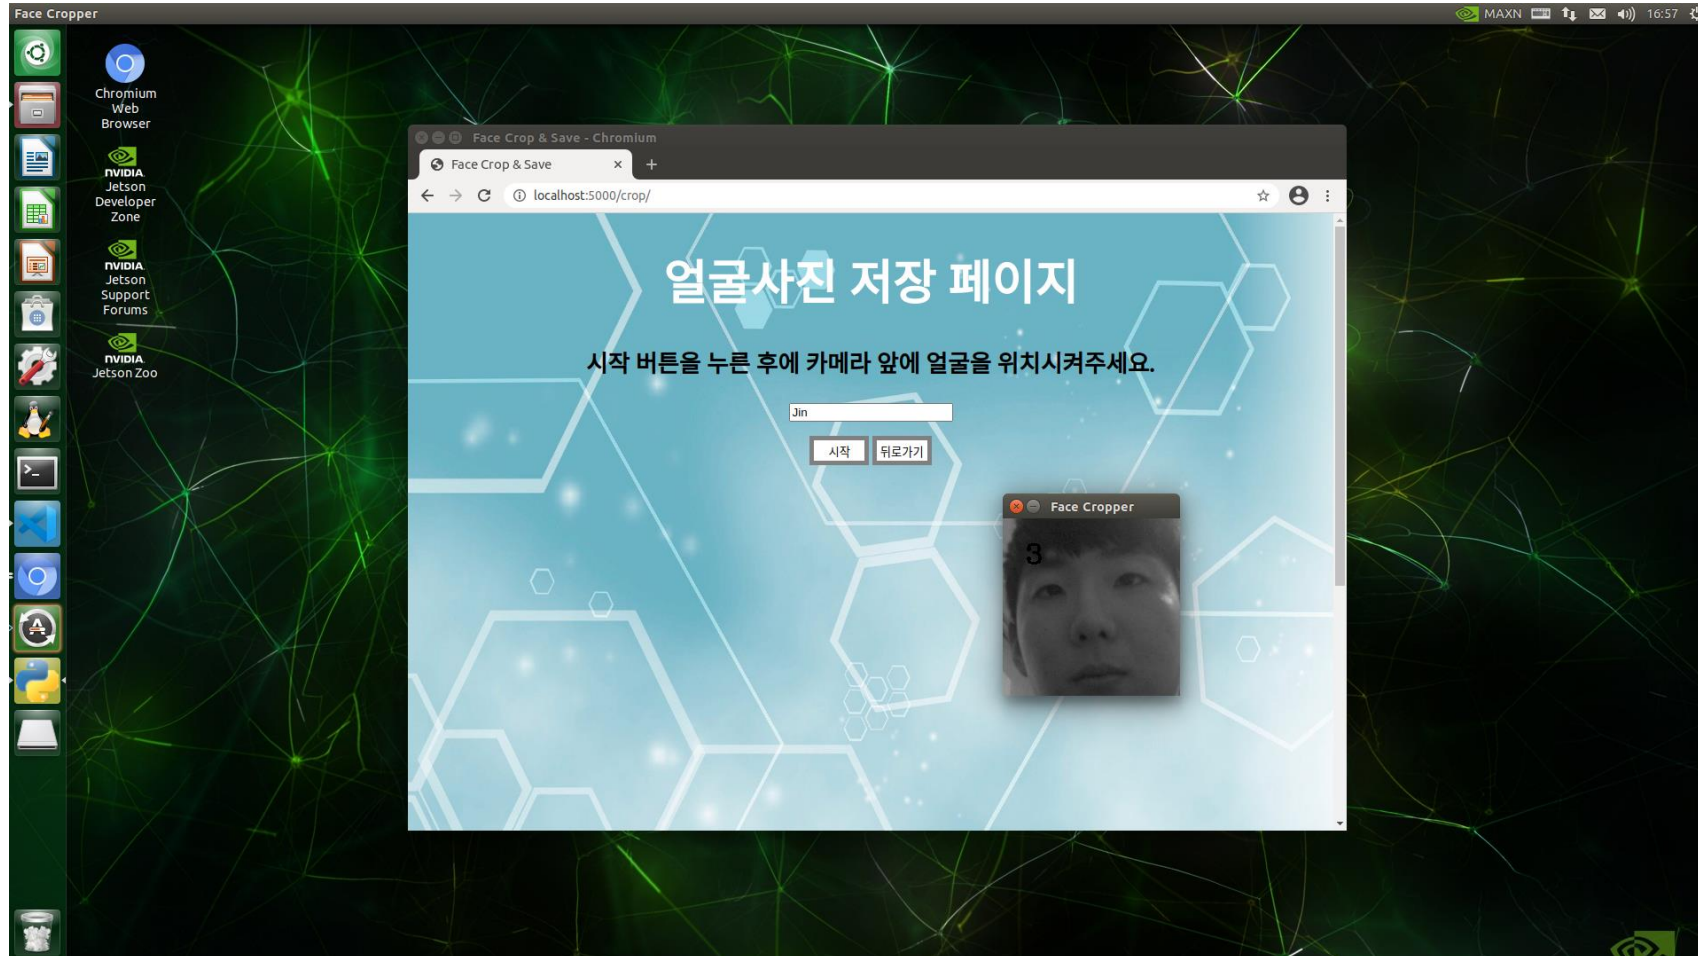 Face Cropper
MAXN
16:57
Chromium
Web
Browser
NVIDIA.
Jetson
Developer
Zone
NVIDIA.
Jetson
Support
Forums
NVIDIA.
Jetson Zoo
Face Crop & Save - Chromium
Face Crop & Save
localhost:5000/crop/
얼굴사진 저장 페이지
시작 버튼을 누른 후에 카메라 앞에 얼굴을 위치시켜주세요.
Jin
시작 뒤로가기
Face Cropper
3